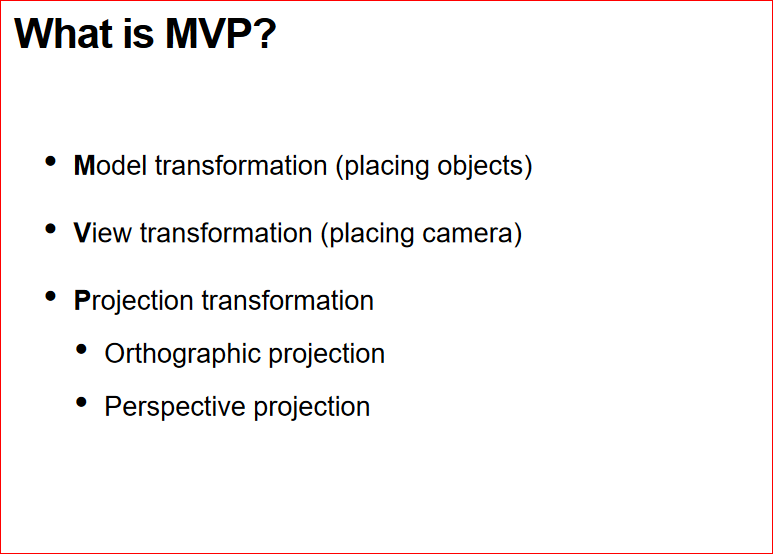 What is MVP?
• Model transformation (placing objects)
• View transformation (placing camera)
• Projection transformation
• Orthographic projection
• Perspective projection